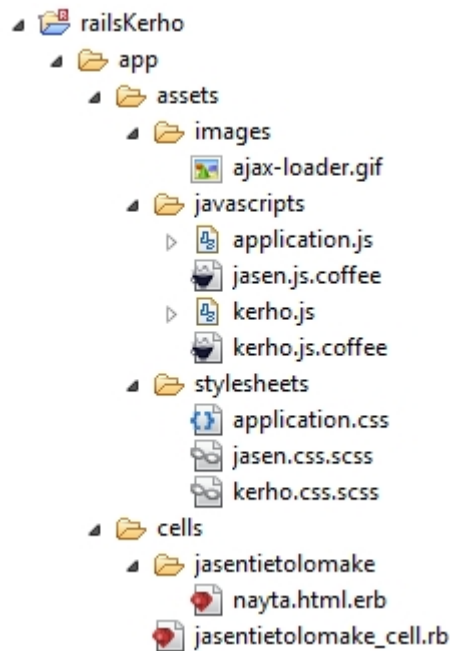 railsKerho
app
assets
images
ajax-loader.gif
javascripts
application.js
jasen.js.coffee
kerho.js
kerho.js.coffee
stylesheets
application.css
jasen.css.scss
kerho.css.scss
cells
jasentietolomake
nayta.html.erb
jasentietolomake_cell.rb